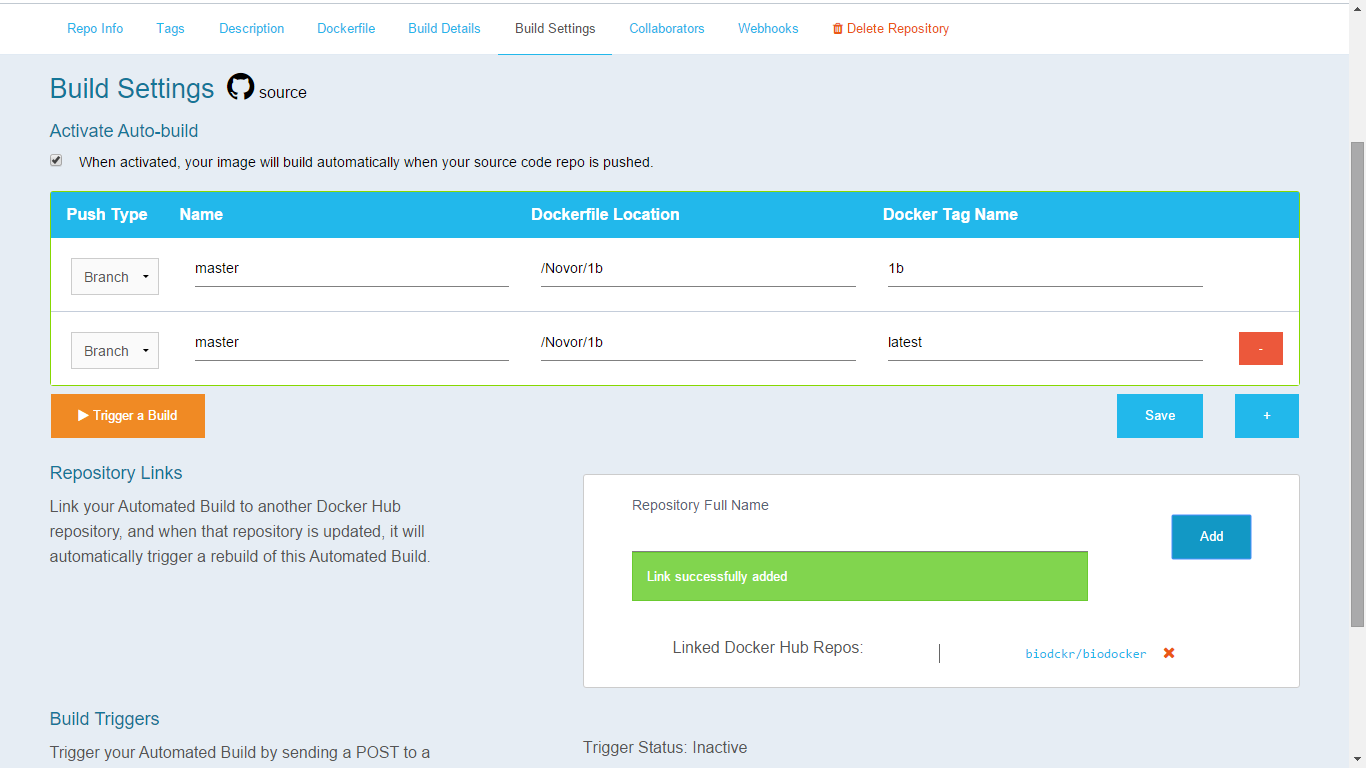 Repo Info Tags Description Dockerfile Build Details Build Settings Collaborators Webhooks Delete Repository
Build Settings source
Activate Auto-build
When activated, your image will build automatically when your source code repo is pushed.
Push Type Name Dockerfile Location Docker Tag Name
Branch master /Novor/1b 1b
Branch master /Novor/1b latest -
Trigger a Build Save +
Repository Links
Link your Automated Build to another Docker Hub
repository, and when that repository is updated, it will
automatically trigger a rebuild of this Automated Build.
Repository Full Name
Add
Link successfully added
Linked Docker Hub Repos: biodckr/biodocker
Build Triggers
Trigger your Automated Build by sending a POST to a
Trigger Status: Inactive